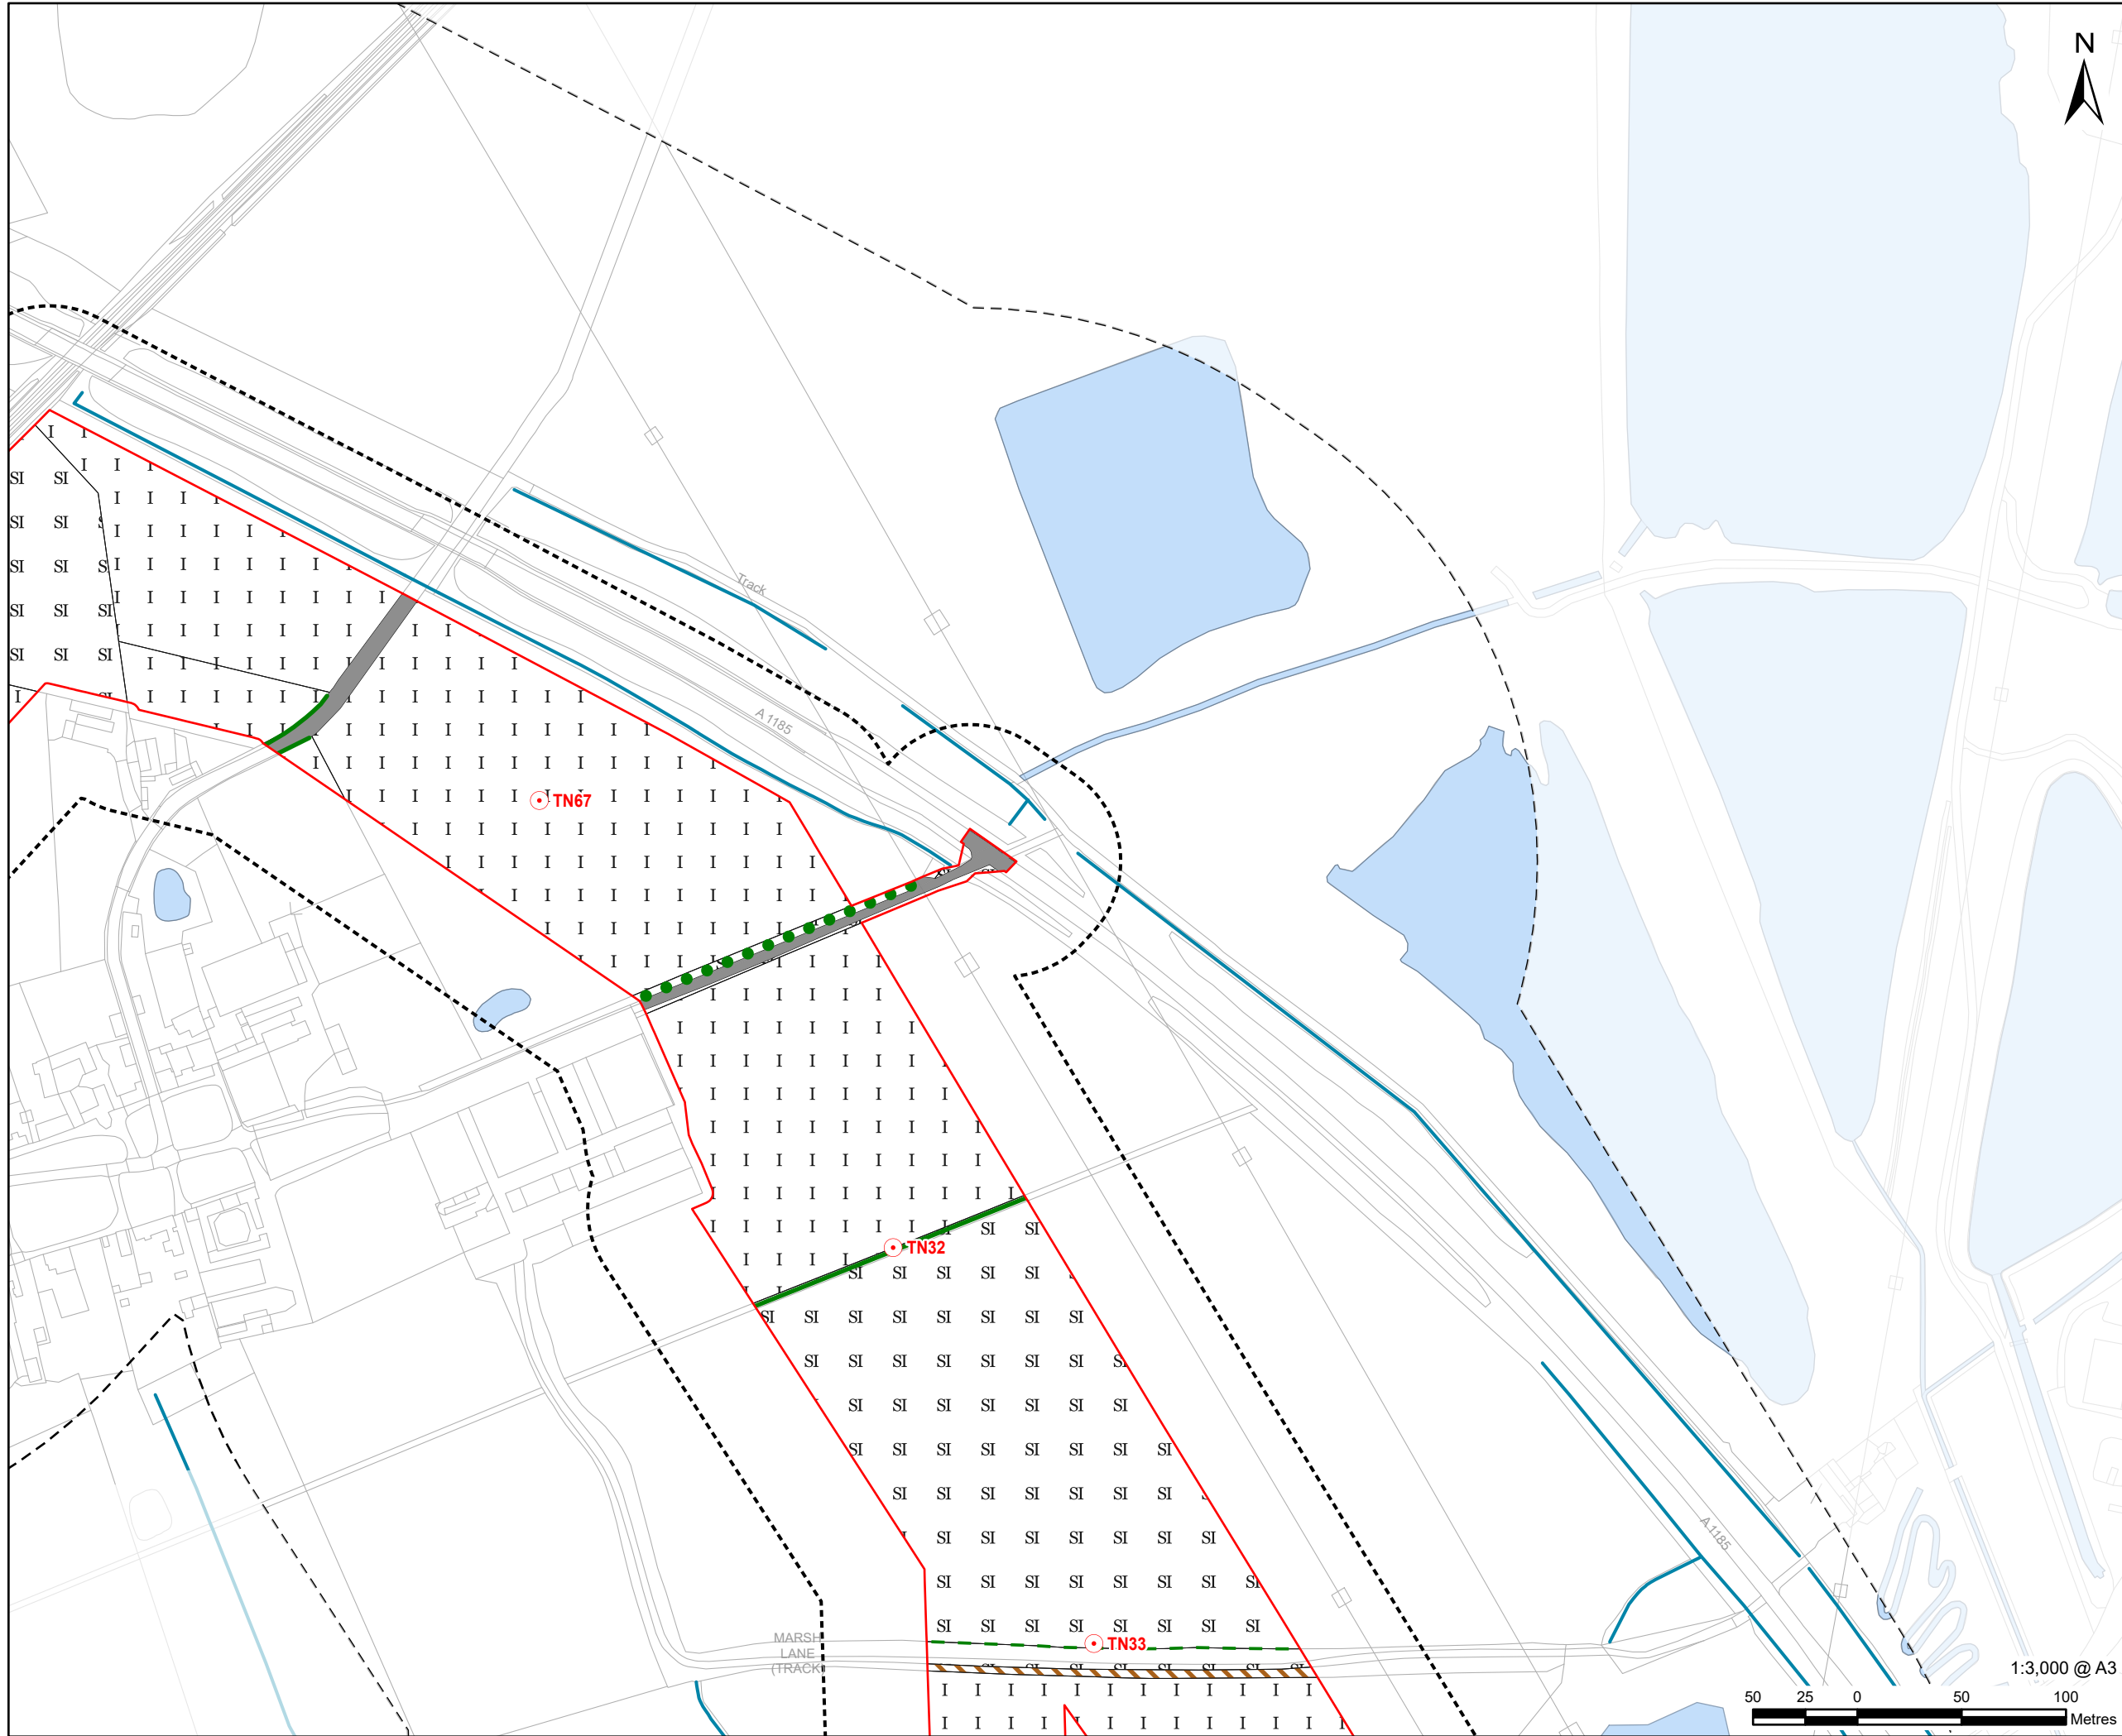 N
Track
A 1185
TN67
TN32
TN33
MARSH
LANE
(TRACK)
A 1185
1:3,000 @ A3
50 25 0 50 100
Metres